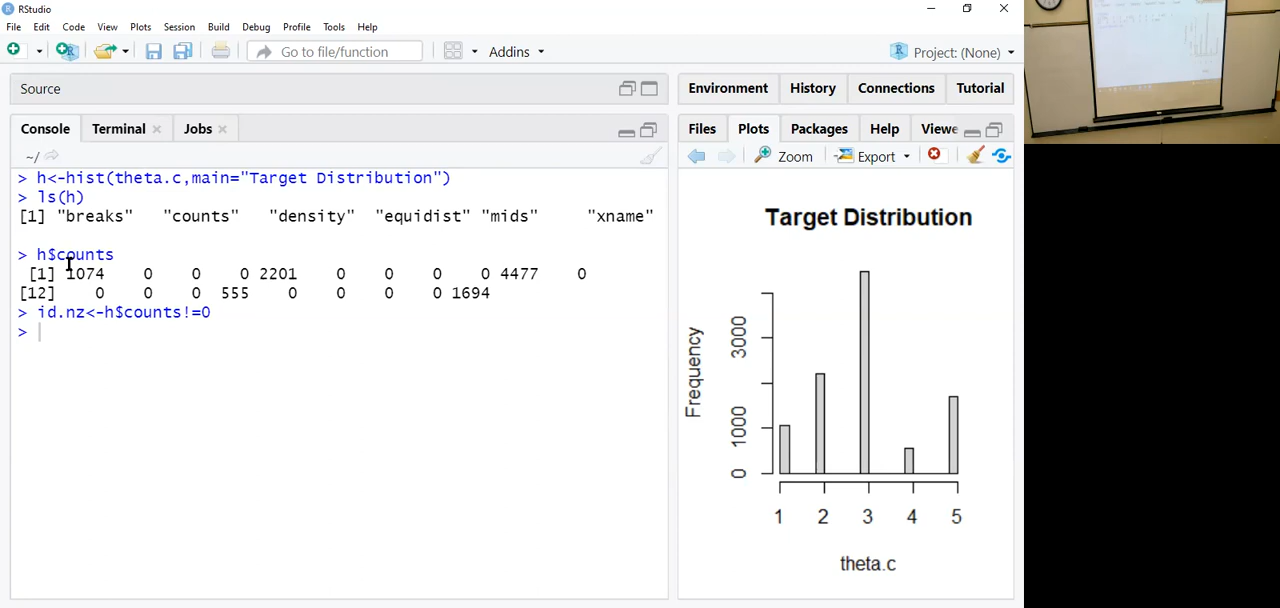 RStudio
File Edit Code View Plots Session Build Debug Profile Tools Help
Go to file/function Addins Project: (None)
Source
Console Terminal Jobs
~/
> h<-hist(theta.c,main="Target Distribution")
> ls(h)
[1] "breaks" "counts" "density" "equidist" "mids" "xname"
> h$counts
[1] 1074 0 0 0 2201 0 0 0 0 4477 0
[12] 0 0 0 555 0 0 0 0 1694
> id.nz<-h$counts!=0
>
Environment History Connections Tutorial
Files Plots Packages Help Viewe
Zoom Export
Target Distribution
Frequency
3000
1000
0
1 2 3 4 5
theta.c